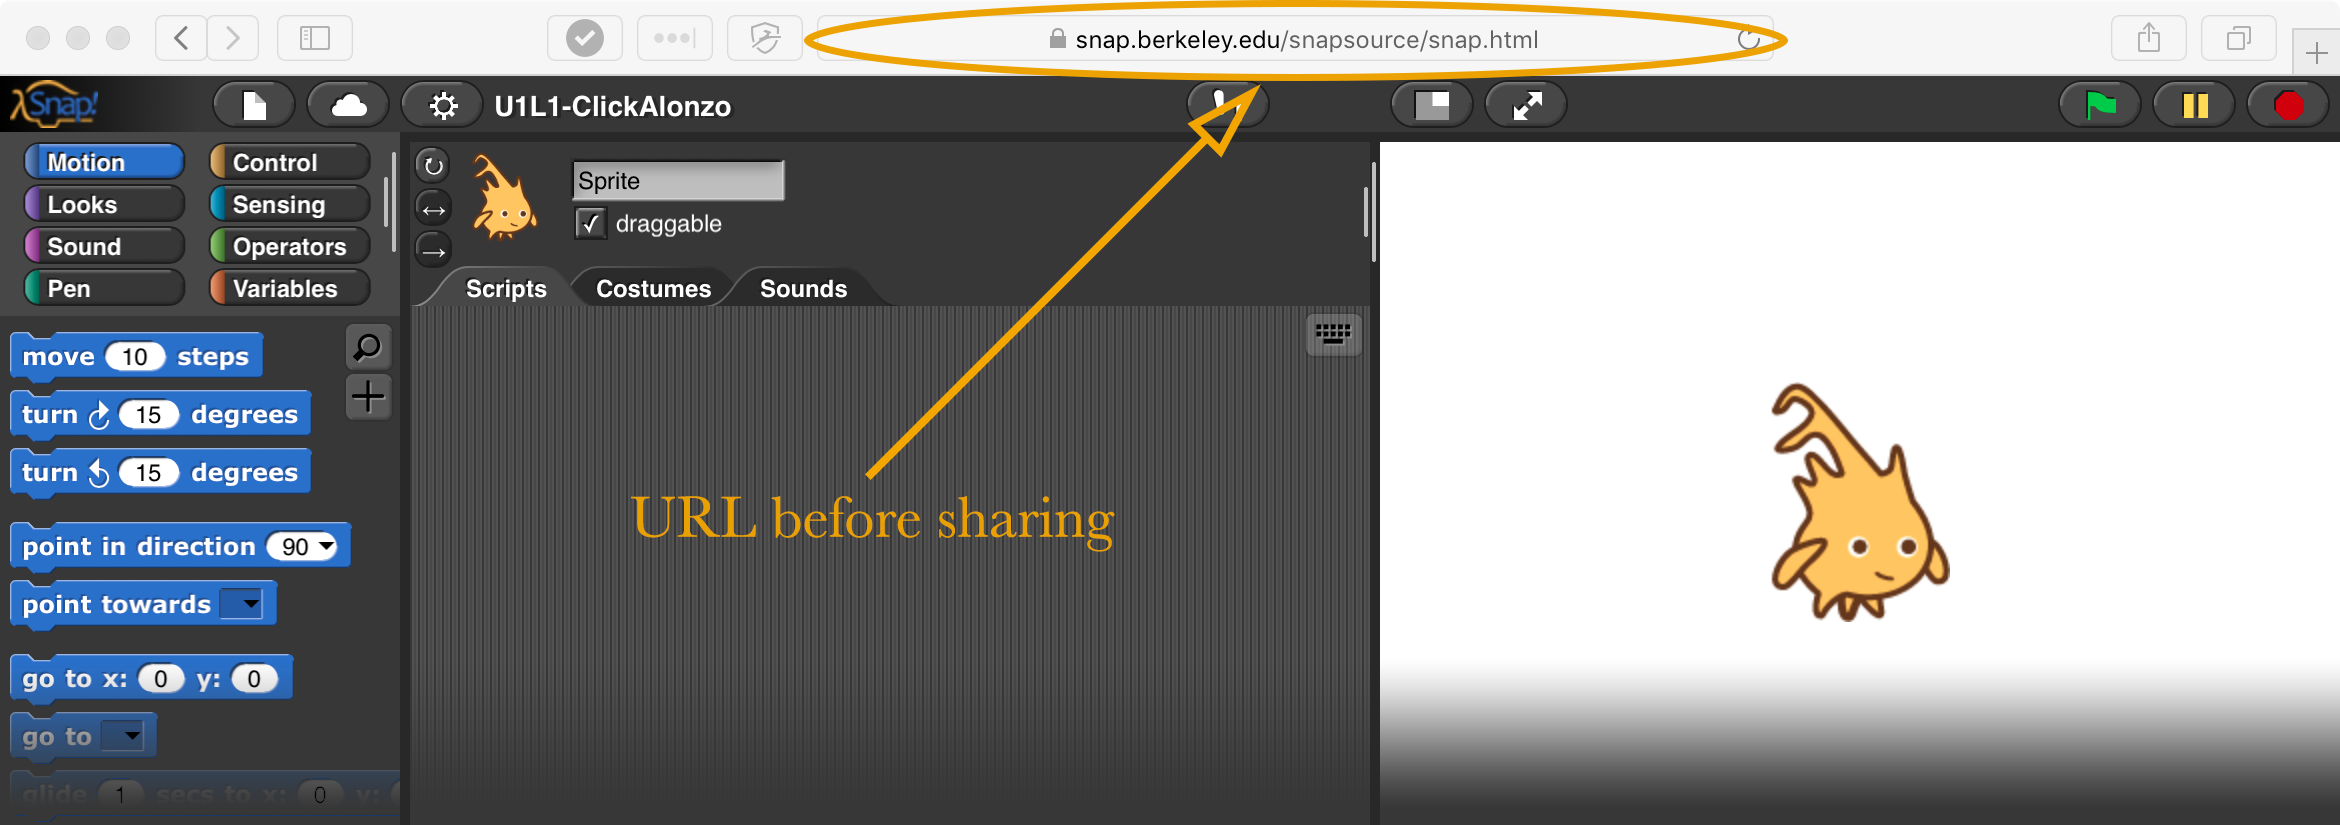 snap.berkeley.edu/snapsource/snap.html
λSnap!
U1L1-ClickAlonzo
Motion
Control
Looks
Sensing
Sound
Operators
Pen
Variables
Sprite
draggable
Scripts
Costumes
Sounds
move 10 steps
turn 15 degrees
turn 15 degrees
point in direction 90
point towards
go to x: 0 y: 0
go to
glide 1 secs to x: 0 y:
URL before sharing